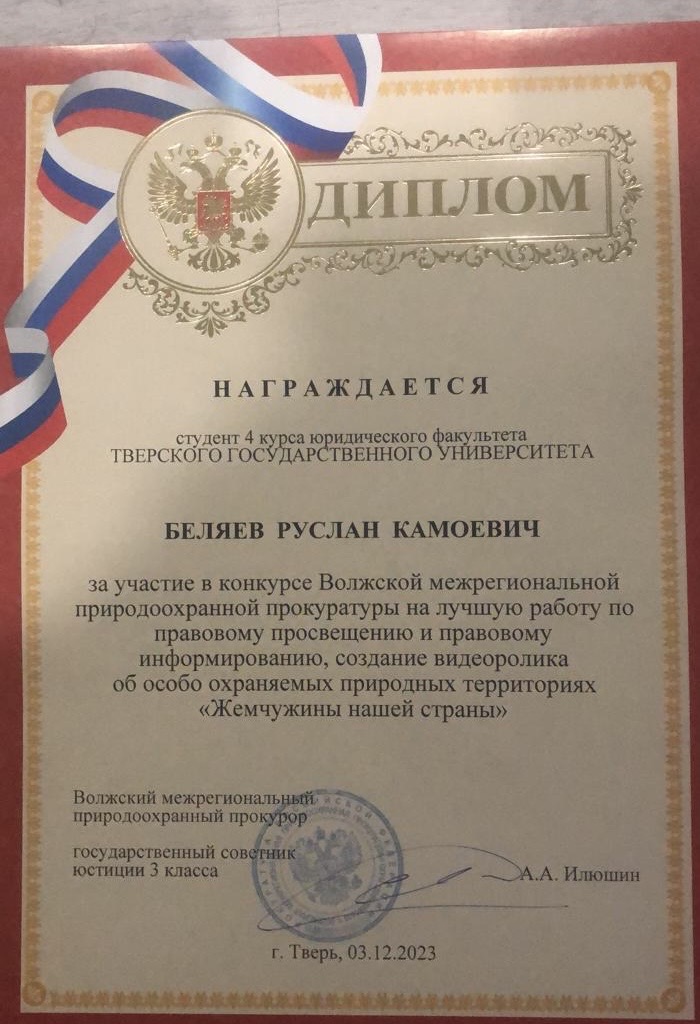 ДИПЛОМ
НАГРАЖДАЕТСЯ
студент 4 курса юридического факультета
ТВЕРСКОГО ГОСУДАРСТВЕННОГО УНИВЕРСИТЕТА
БЕЛЯЕВ РУСЛАН КАМОЕВИЧ
за участие в конкурсе Волжской межрегиональной
природоохранной прокуратуры на лучшую работу по
правовому просвещению и правовому
информированию, создание видеоролика
об особо охраняемых природных территориях
«Жемчужины нашей страны»
Волжский межрегиональный
природоохранный прокурор
государственный советник
юстиции 3 класса
А.А. Илюшин
г. Тверь, 03.12.2023